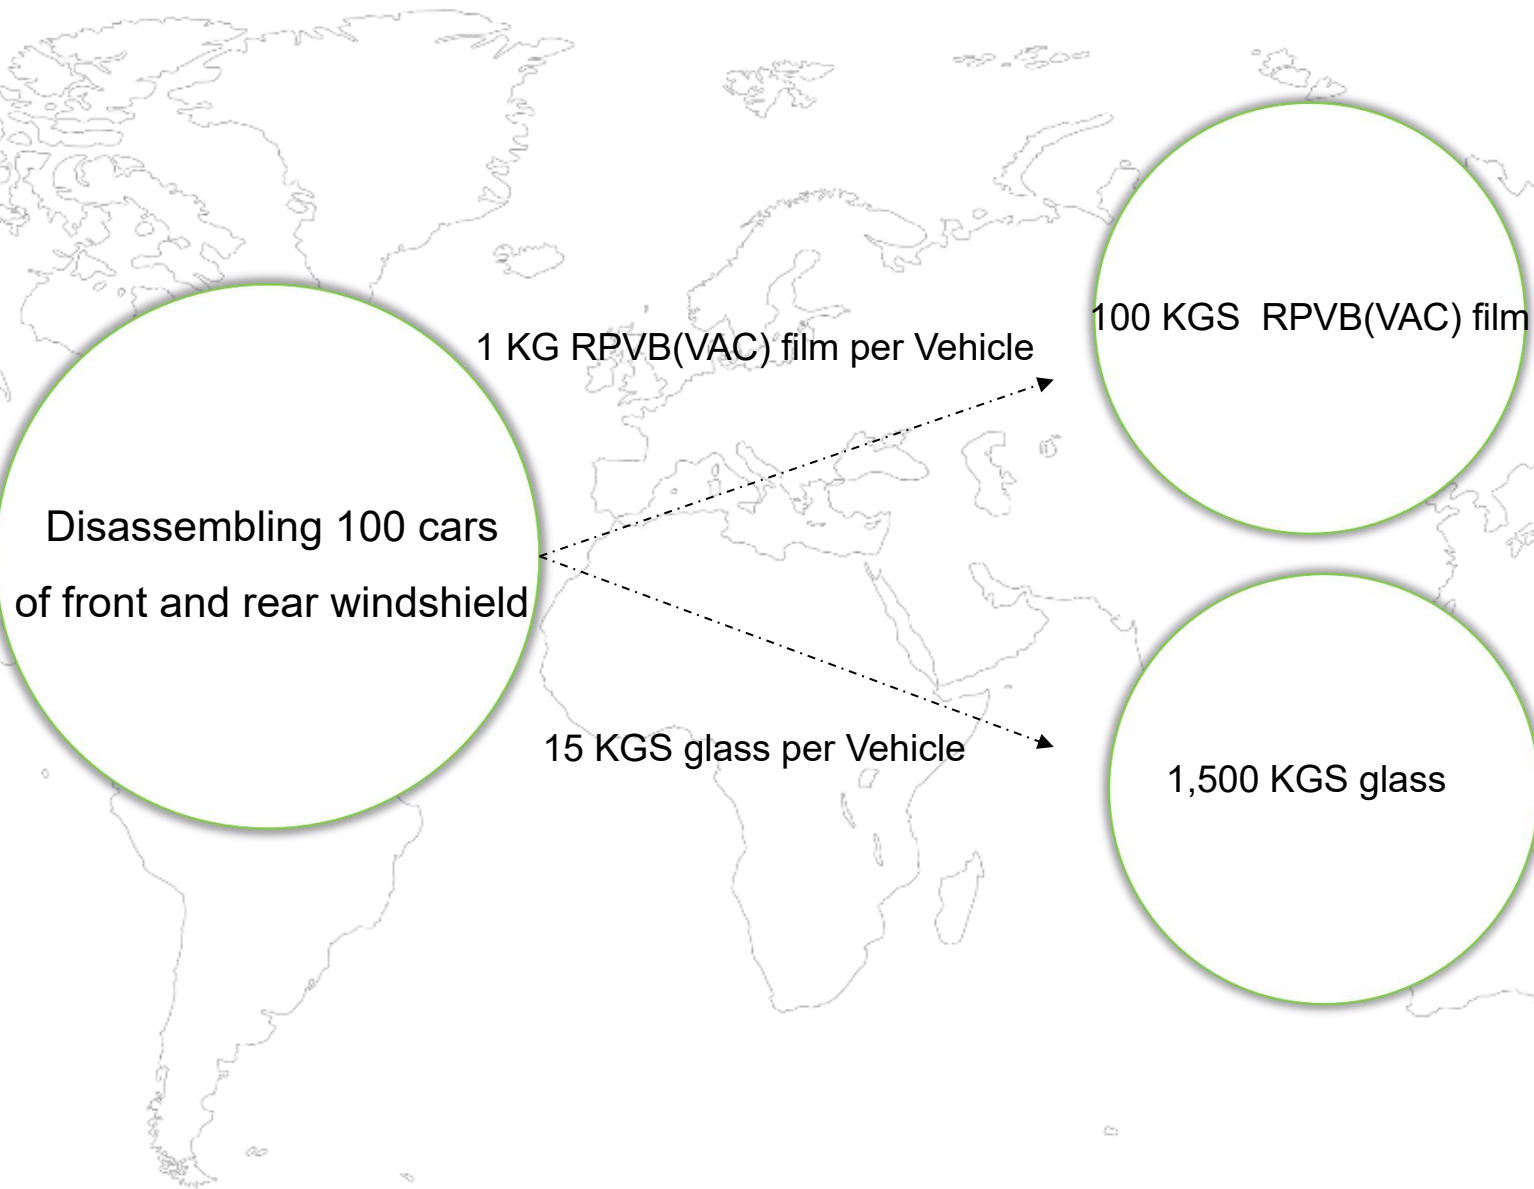 Disassembling 100 cars
of front and rear windshield
1 KG RPVB(VAC) film per Vehicle
100 KGS  RPVB(VAC) film
15 KGS glass per Vehicle
1,500 KGS glass